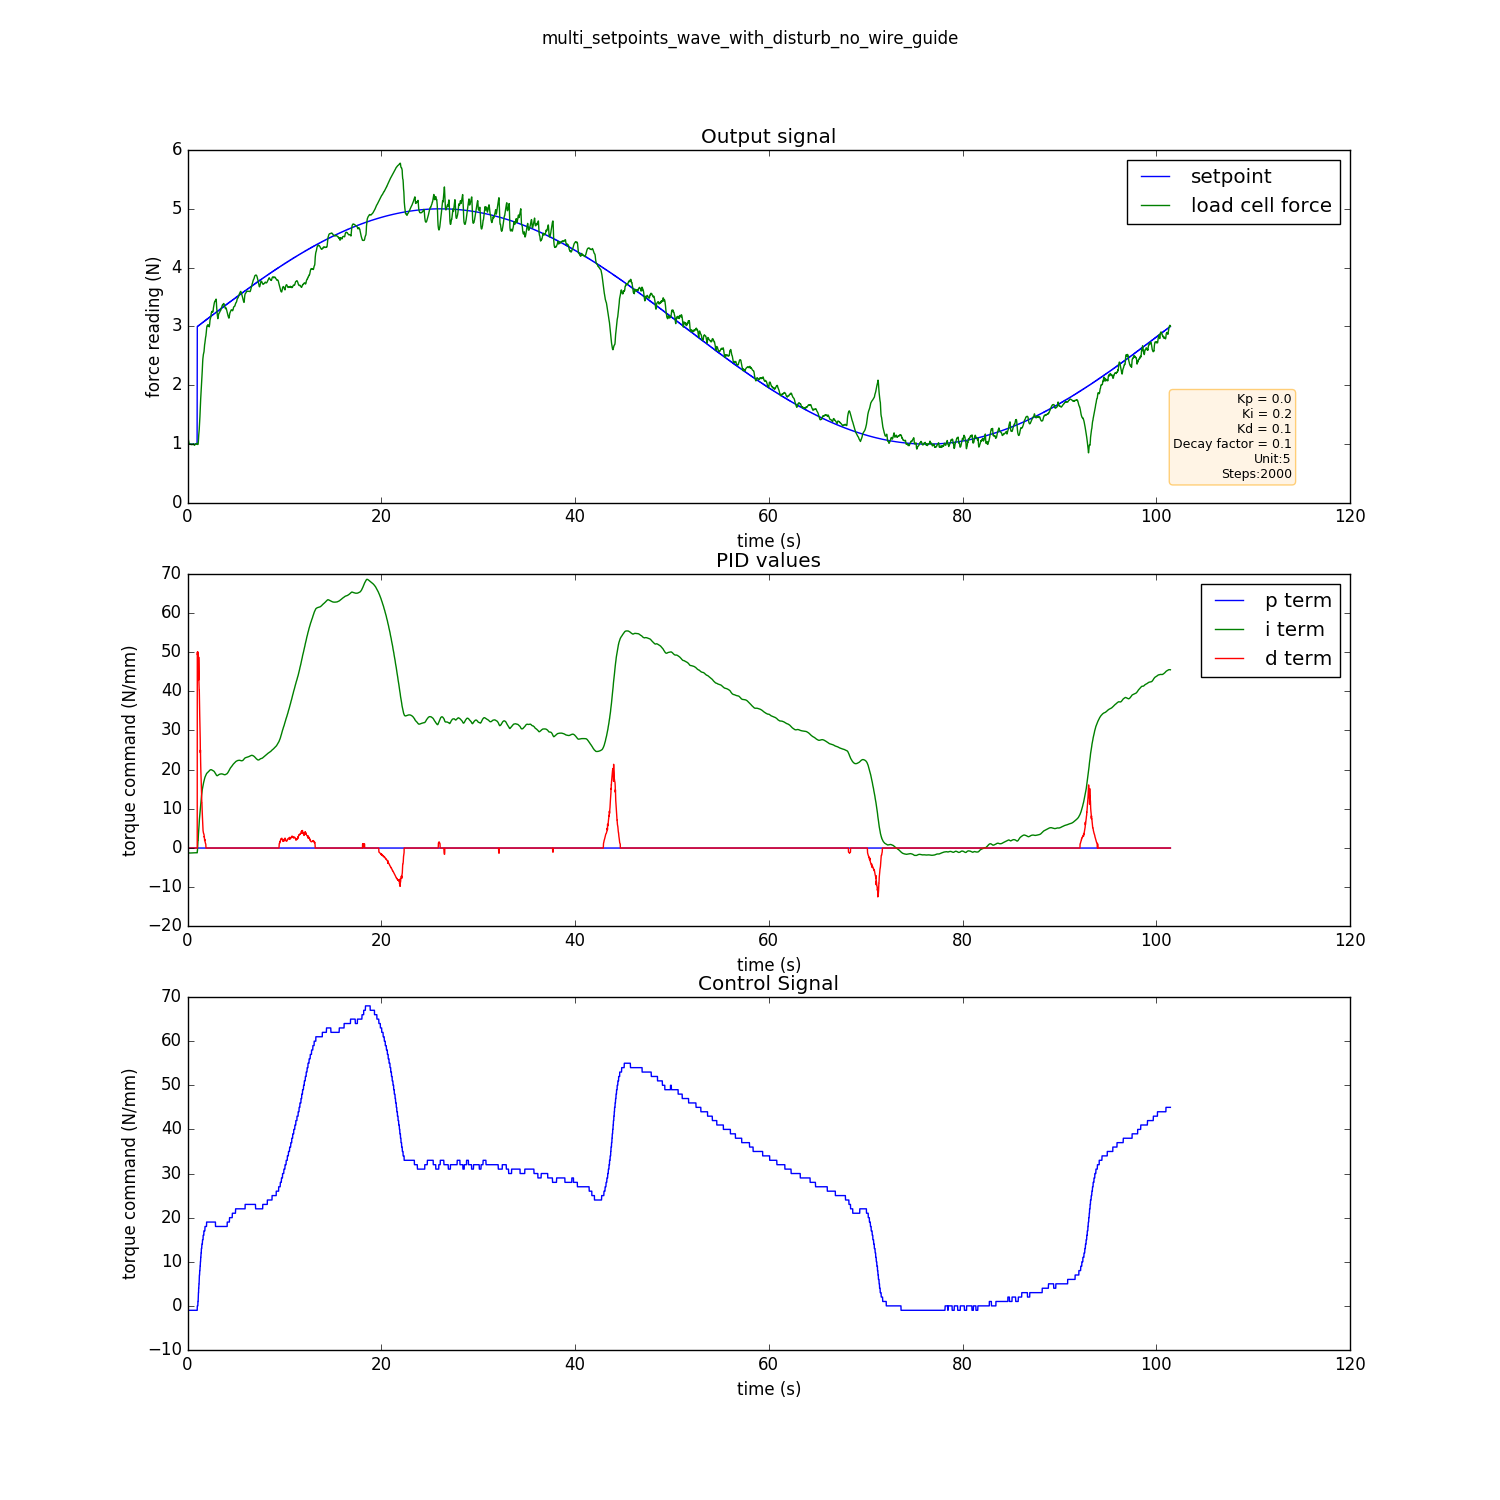 multi_setpoints_wave_with_disturb_no_wire_guide
Output signal
6
5
4
3
2
1
0
force reading (N)
setpoint
load cell force
Kp = 0.0
Ki = 0.2
Kd = 0.1
Decay factor = 0.1
Unit:5
Steps:2000
0 20 40 60 80 100 120
time (s)
PID values
70
60
50
40
30
20
10
0
−10
−20
torque command (N/mm)
p term
i term
d term
0 20 40 60 80 100 120
time (s)
Control Signal
70
60
50
40
30
20
10
0
−10
torque command (N/mm)
0 20 40 60 80 100 120
time (s)